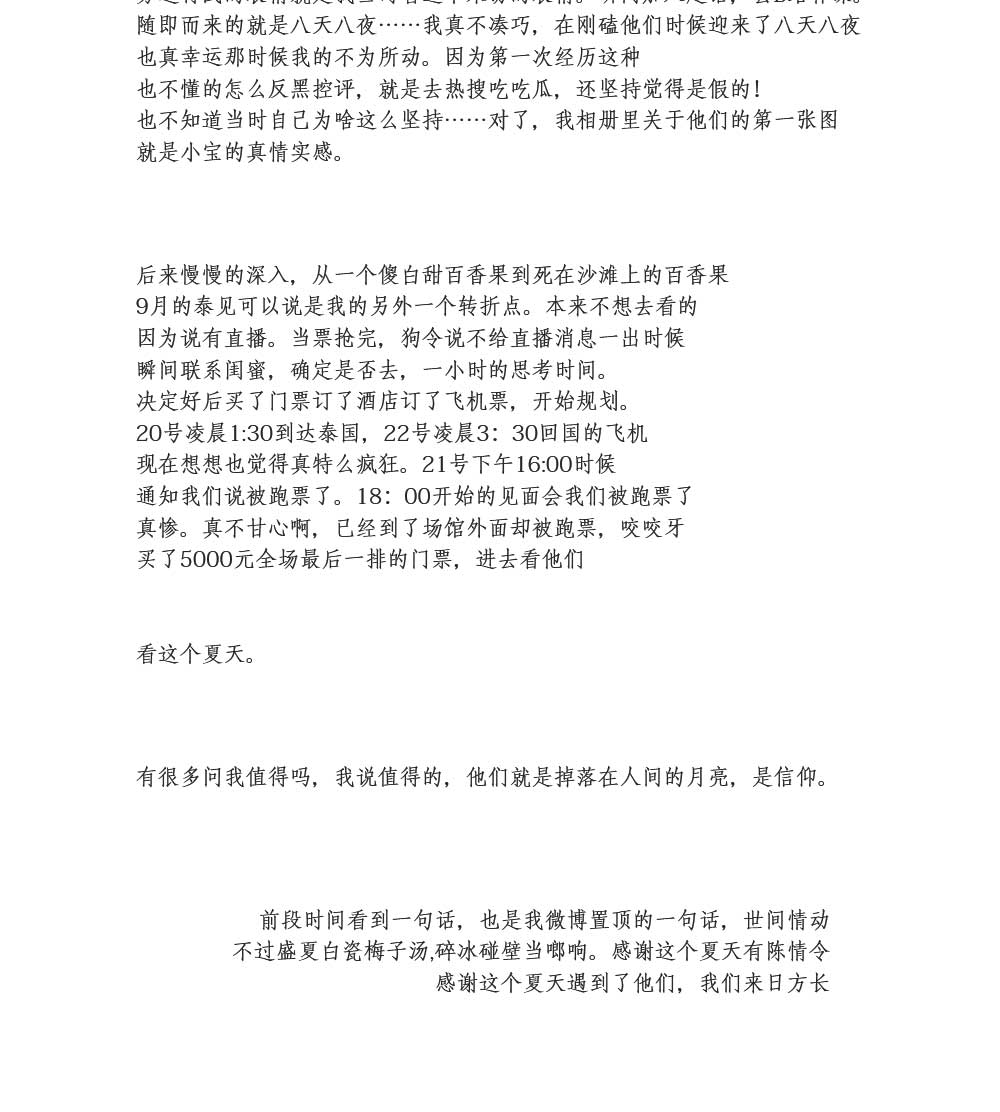 随即而来的就是八天八夜……我真不凑巧，在刚磕他们时候迎来了八天八夜
也真幸运那时候我的不为所动。因为第一次经历这种
也不懂的怎么反黑控评，就是去热搜吃吃瓜，还坚持觉得是假的！
也不知道当时自己为啥这么坚持……对了，我相册里关于他们的第一张图
就是小宝的真情实感。
后来慢慢的深入，从一个傻白甜百香果到死在沙滩上的百香果
9月的泰见可以说是我的另外一个转折点。本来不想去看的
因为说有直播。当票抢完，狗令说不给直播消息一出时候
瞬间联系闺蜜，确定是否去，一小时的思考时间。
决定好后买了门票订了酒店订了飞机票，开始规划。
20号凌晨1:30到达泰国，22号凌晨3：30回国的飞机
现在想想也觉得真特么疯狂。21号下午16:00时候
通知我们说被跑票了。18：00开始的见面会我们被跑票了
真惨。真不甘心啊，已经到了场馆外面却被跑票，咬咬牙
买了5000元全场最后一排的门票，进去看他们
看这个夏天。
有很多问我值得吗，我说值得的，他们就是掉落在人间的月亮，是信仰。
前段时间看到一句话，也是我微博置顶的一句话，世间情动
不过盛夏白瓷梅子汤,碎冰碰壁当啷响。感谢这个夏天有陈情令
感谢这个夏天遇到了他们，我们来日方长